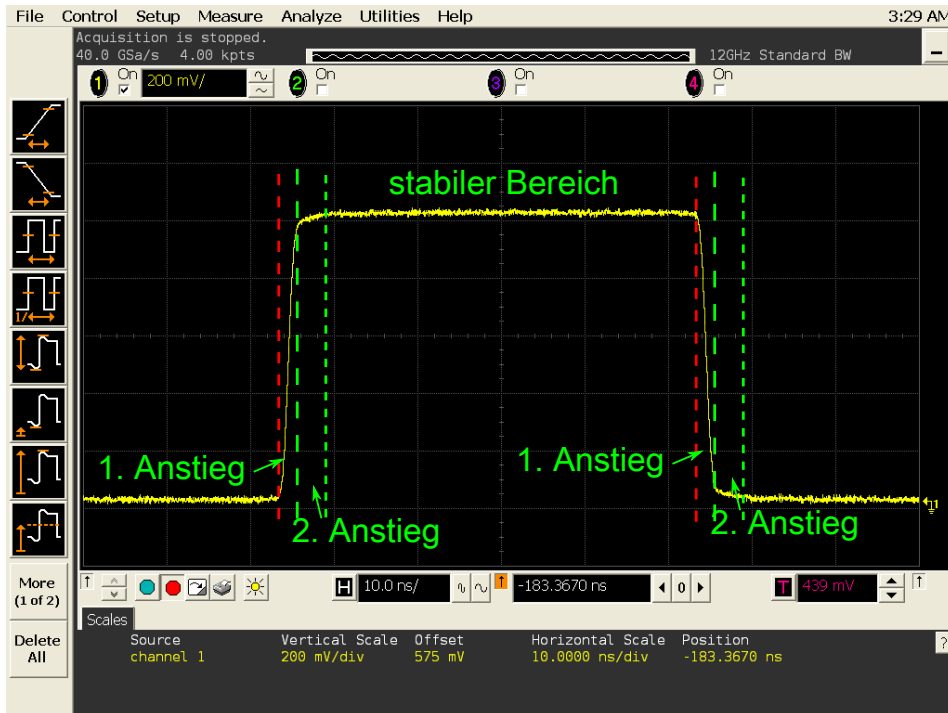 File Control Setup Measure Analyze Utilities Help 3:29 AM
Acquisition is stopped.
40.0 GSa/s 4.00 kpts 12GHz Standard BW
1 On 200 mV/ 2 On 3 On 4 On
stabiler Bereich
1. Anstieg 1. Anstieg
2. Anstieg 2. Anstieg
1/
More
(1 of 2)
Delete
All
H 10.0 ns/ -183.3670 ns 0 T 439 mV
Scales
Source Vertical Scale Offset Horizontal Scale Position
channel 1 200 mV/div 575 mV 10.0000 ns/div -183.3670 ns
?